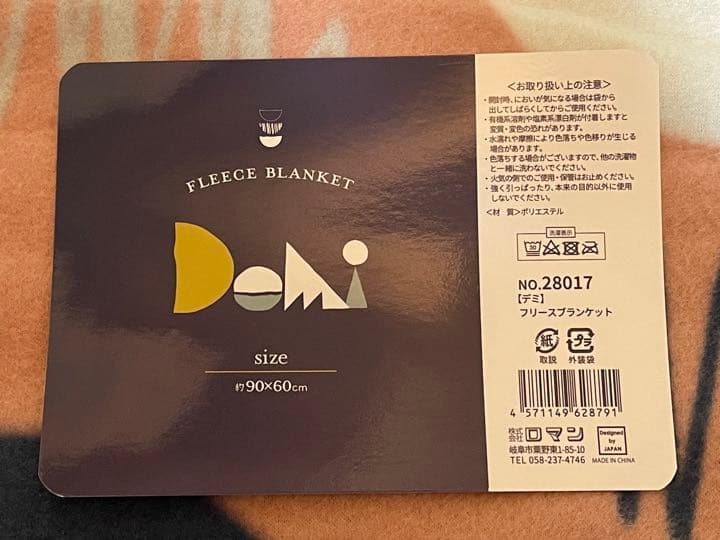 FLEECE BLANKET
DeMi
size
約90×60cm
<お取り扱い上の注意>
・開封時、においが気になる場合は袋から
出してしばらくしてからご使用ください。
・有機系溶剤や塩素系漂白剤が付着しますと
変質・変色の恐れがあります。
・水濡れや摩擦により色落ちや色移りが生じる
場合があります。
・色落ちする場合がございますので、他の洗濯物
と一緒に洗わないでください。
・火気の側でのご使用・保管はお止めください。
・強く引っぱったり、本来の目的以外に使用
しないでください。
<材　質>ポリエステル
洗濯表示
30
NO.28017
【デミ】
フリースブランケット
紙 プラ
取説 外装袋
4 571149 628791
株式会社ロマン
Designed by JAPAN
岐阜市粟野東1-85-10
TEL 058-237-4746 MADE IN CHINA